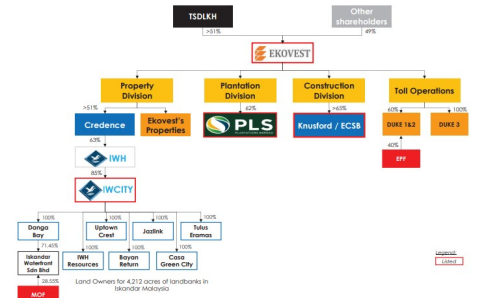 TSDLKH
Other
shareholders
>51%
49%
EKOVEST
Property
Division
Plantation
Division
Construction
Division
Toll Operations
>51%
62%
>65%
60%
100%
Credence
Ekovest's
Properties
PLS
PLANTATIONS BERHAD
Knusford / ECSB
DUKE 1&2
DUKE 3
63%
40%
IWH
EPF
65%
IWCITY
100%
100%
100%
100%
Danga
Bay
Uptown
Crest
Jazlink
Tulus
Eramas
71.45%
100%
100%
100%
Iskandar
Waterfront
Sdn Bhd
IWH
Resources
Bayan
Return
Casa
Green City
Legend:
Listed
28.55%
Land Owners for 4,212 acres of landbanks in
Iskandar Malaysia
MOF